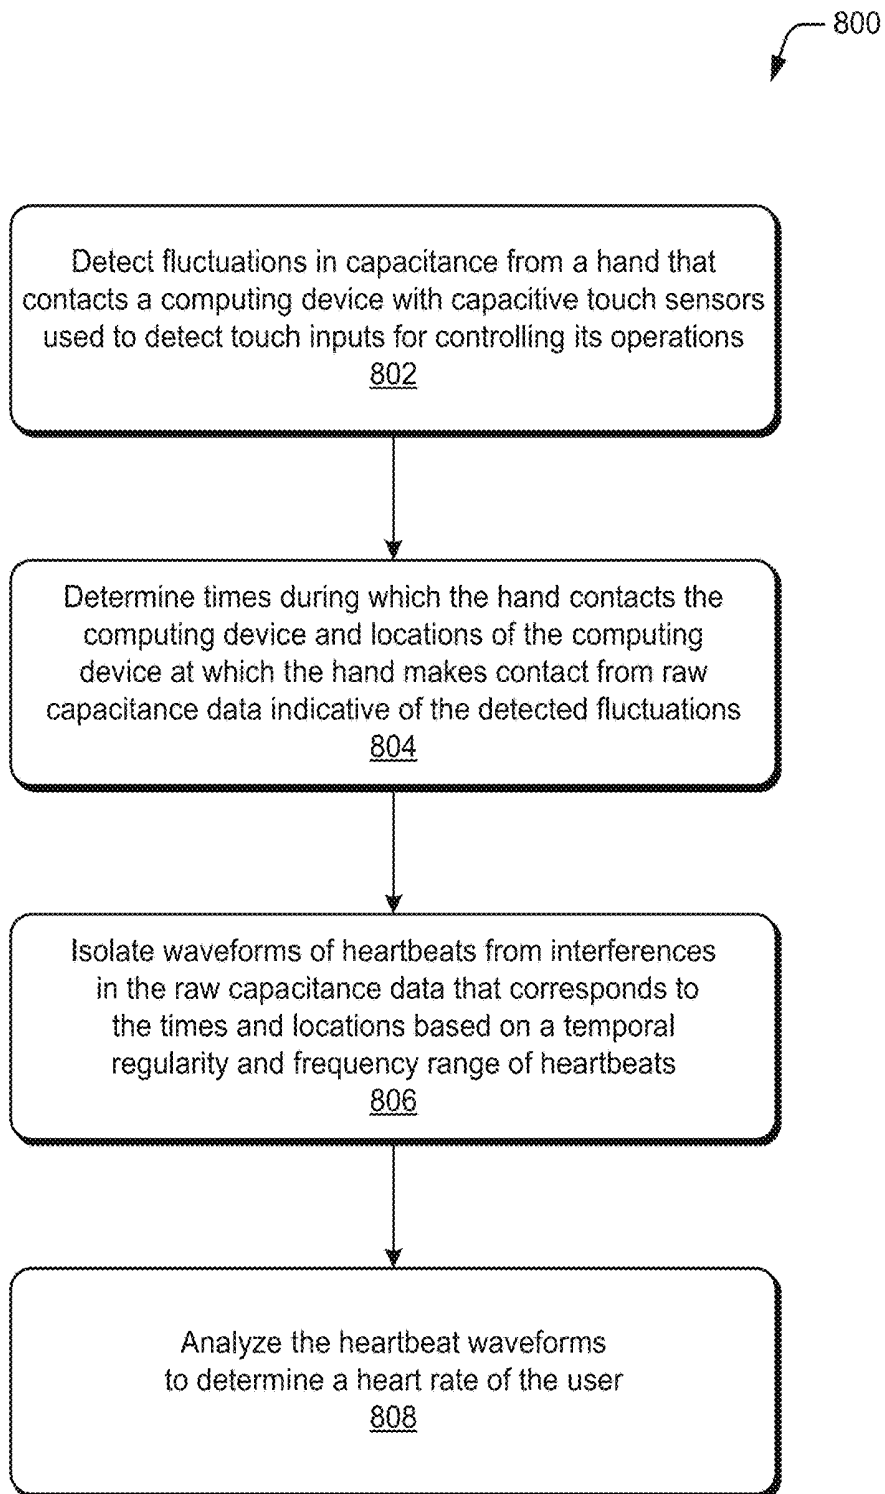 800
Detect fluctuations in capacitance from a hand that
contacts a computing device with capacitive touch sensors
used to detect touch inputs for controlling its operations
802
Determine times during which the hand contacts the
computing device and locations of the computing
device at which the hand makes contact from raw
capacitance data indicative of the detected fluctuations
804
Isolate waveforms of heartbeats from interferences
in the raw capacitance data that corresponds to
the times and locations based on a temporal
regularity and frequency range of heartbeats
806
Analyze the heartbeat waveforms
to determine a heart rate of the user
808